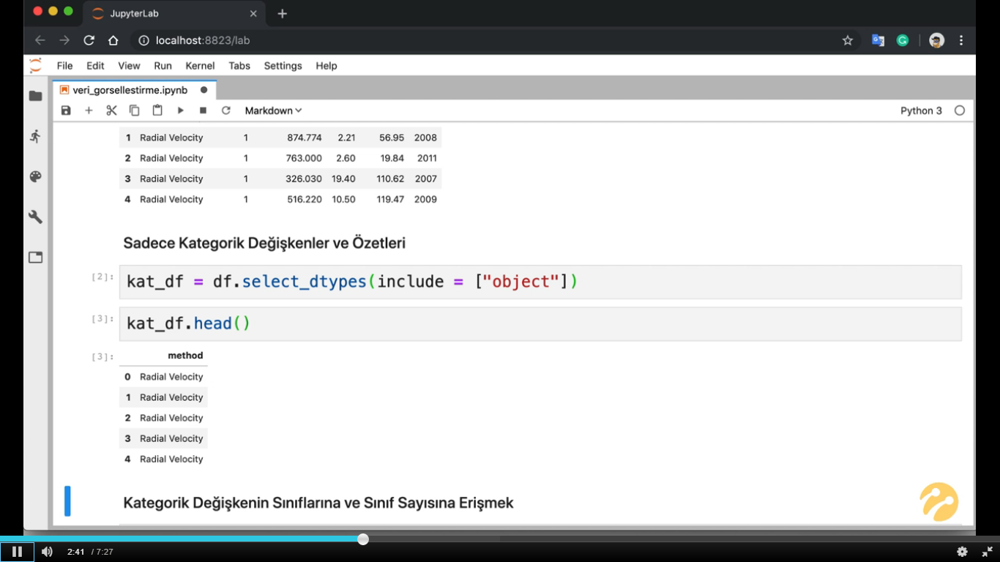 JupyterLab
localhost:8823/lab
File Edit View Run Kernel Tabs Settings Help
veri_gorsellestirme.ipynb
Markdown Python 3
1 Radial Velocity 1 874.774 2.21 56.95 2008
2 Radial Velocity 1 763.000 2.60 19.84 2011
3 Radial Velocity 1 326.030 19.40 110.62 2007
4 Radial Velocity 1 516.220 10.50 119.47 2009
Sadece Kategorik Değişkenler ve Özetleri
[2]: kat_df = df.select_dtypes(include = ["object"])
[3]: kat_df.head()
[3]: method
0 Radial Velocity
1 Radial Velocity
2 Radial Velocity
3 Radial Velocity
4 Radial Velocity
Kategorik Değişkenin Sınıflarına ve Sınıf Sayısına Erişmek
2:41 / 7:27